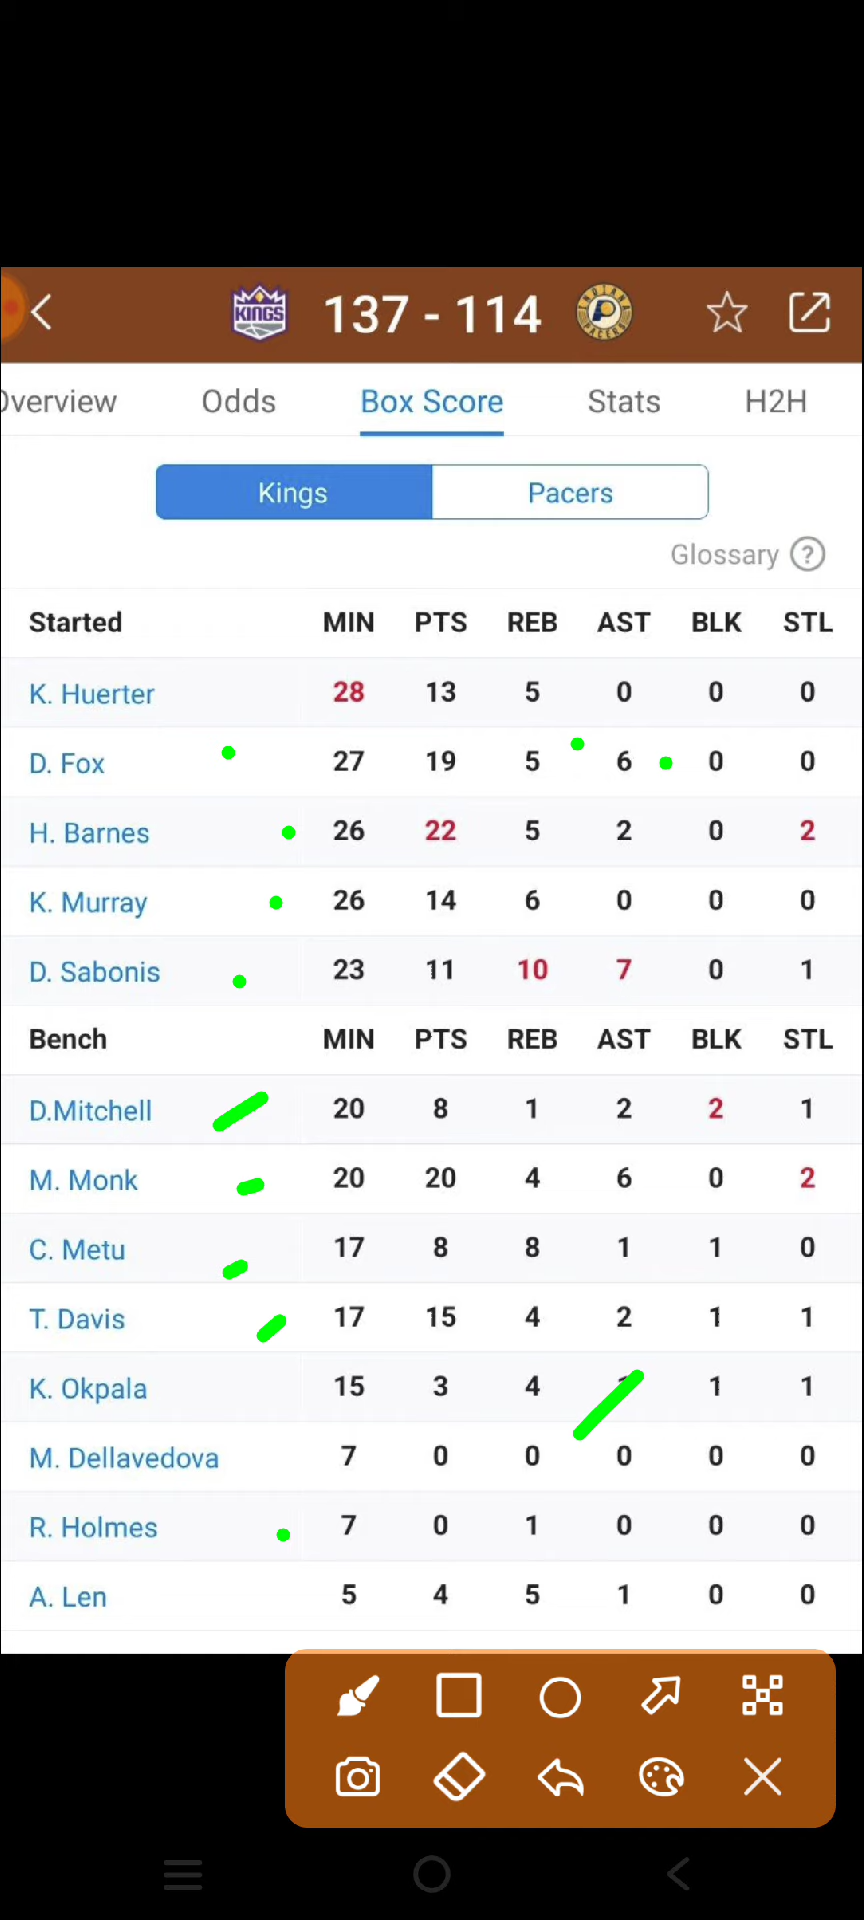 KINGS 137 - 114
Overview Odds Box Score Stats H2H
Kings Pacers
Glossary ?
Started MIN PTS REB AST BLK STL
K. Huerter 28 13 5 0 0 0
D. Fox 27 19 5 6 0 0
H. Barnes 26 22 5 2 0 2
K. Murray 26 14 6 0 0 0
D. Sabonis 23 11 10 7 0 1
Bench MIN PTS REB AST BLK STL
D.Mitchell 20 8 1 2 2 1
M. Monk 20 20 4 6 0 2
C. Metu 17 8 8 1 1 0
T. Davis 17 15 4 2 1 1
K. Okpala 15 3 4 1 1
M. Dellavedova 7 0 0 0 0 0
R. Holmes 7 0 1 0 0 0
A. Len 5 4 5 1 0 0